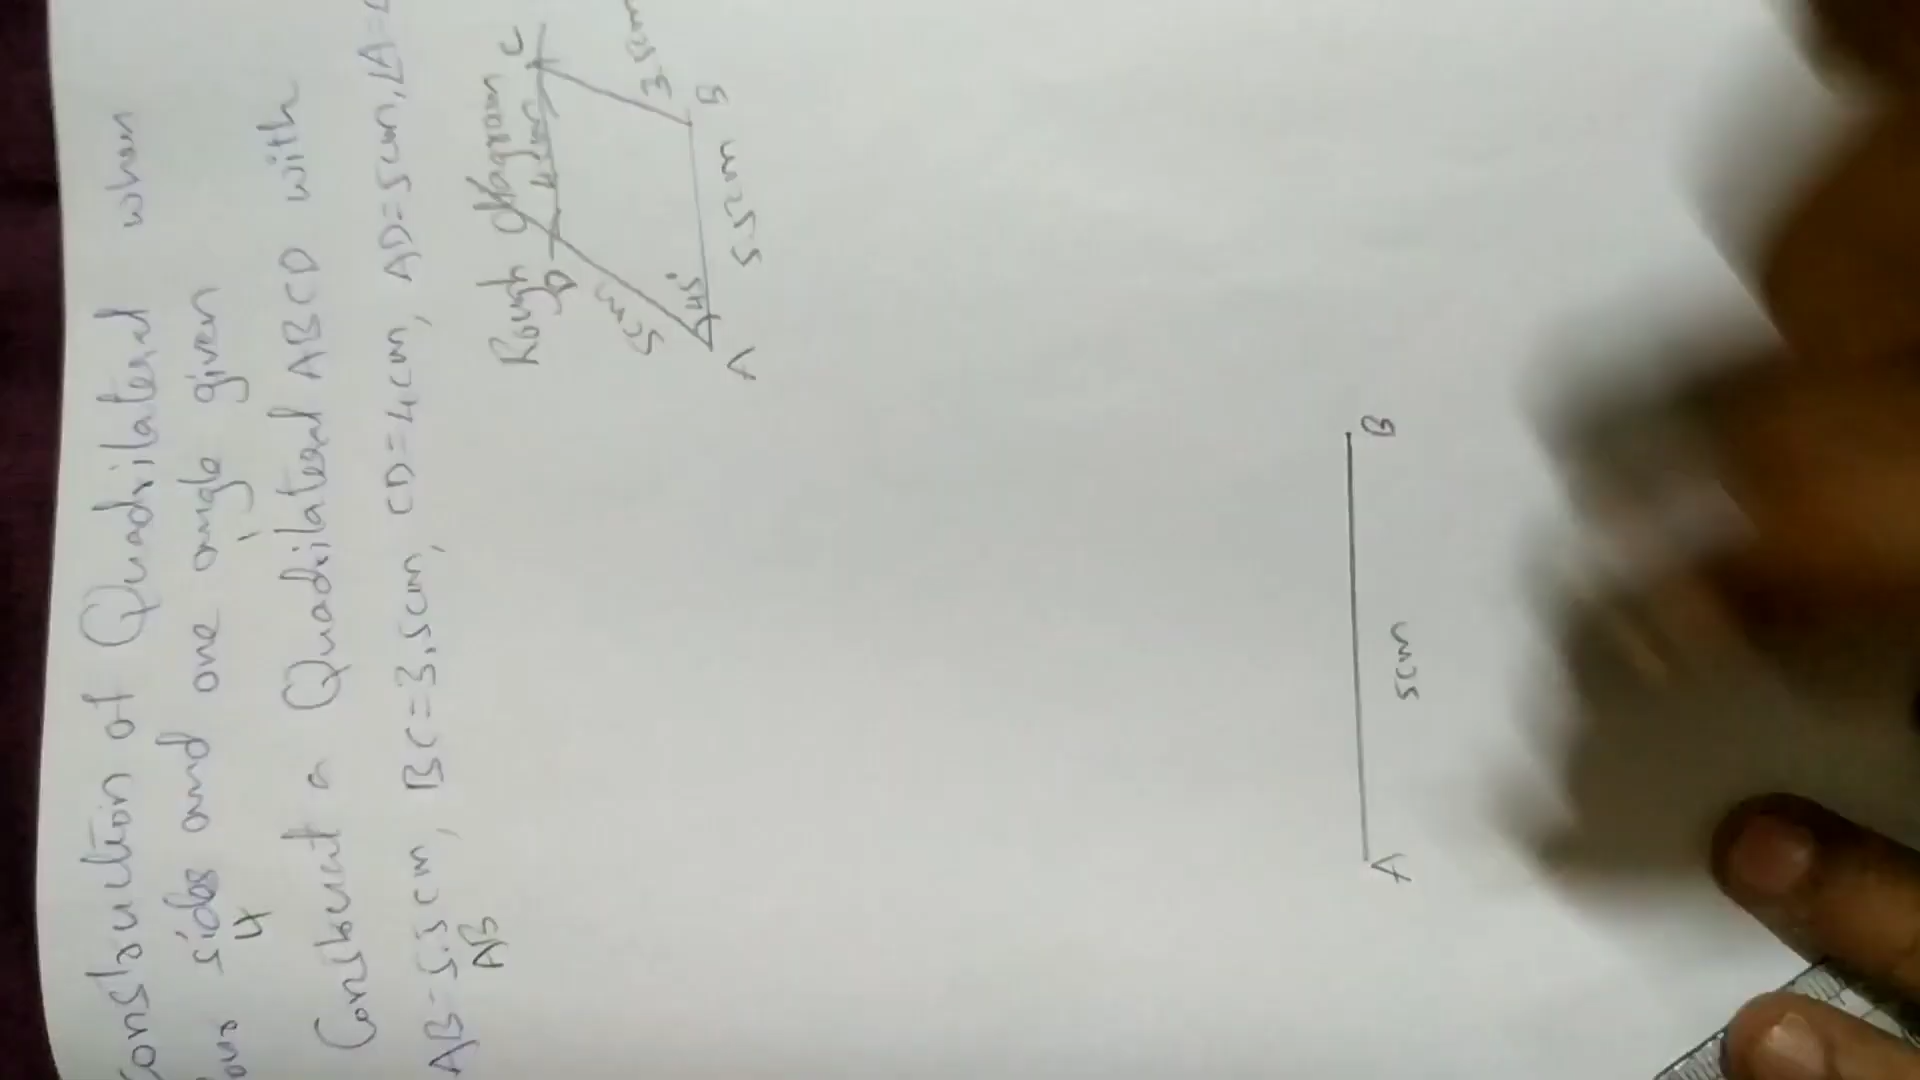 Construction of Quadrilateral when
four sides and one angle given
4
Construct a Quadrilateral ABCD with
AB=5.5cm, BC=3.5cm, CD=4cm, AD=5cm, ∠A=
AB
Rough diagram
D 4cm C
5cm 3.5cm
45°
A 5.5cm B
A 5cm B